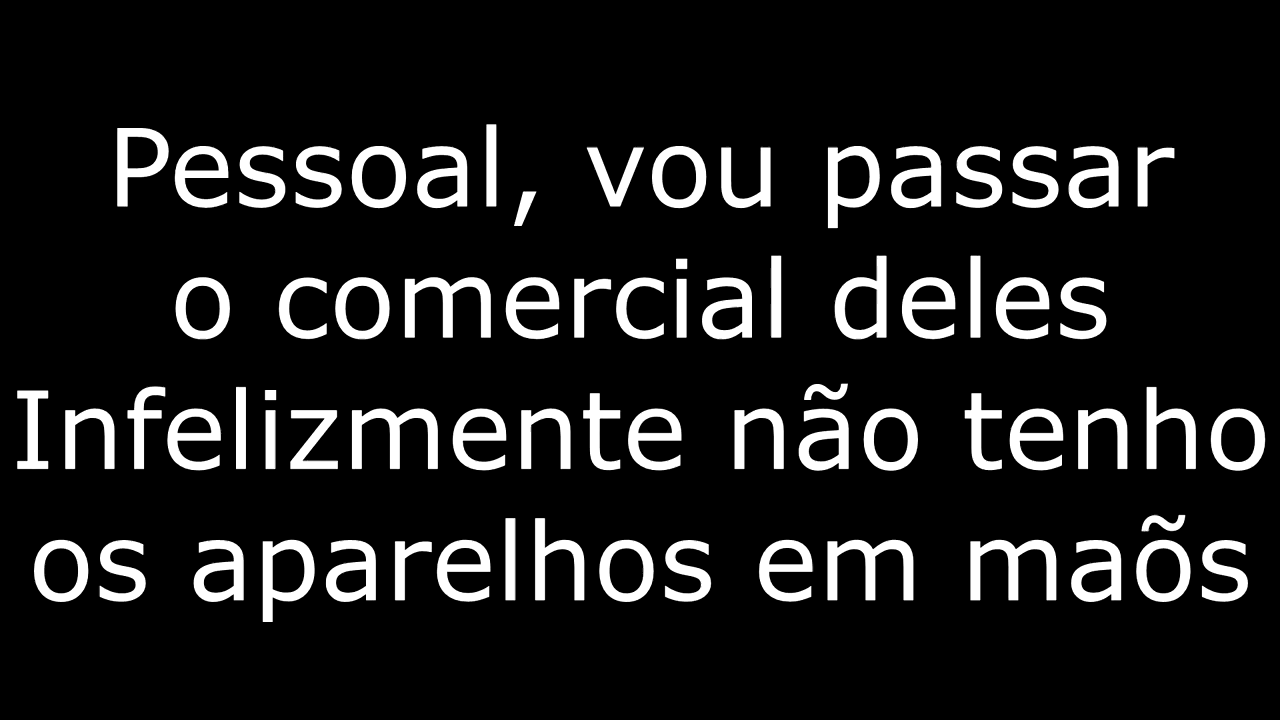 Pessoal, vou passar
o comercial deles
Infelizmente não tenho
os aparelhos em maõs